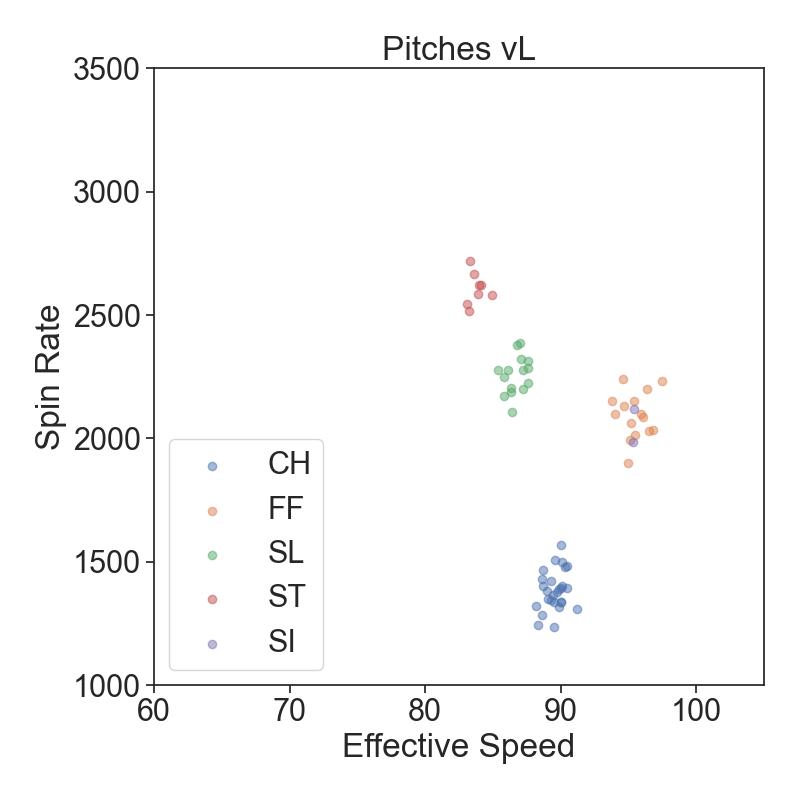 Pitches vL
3500
3000
2500
2000
1500
1000
Spin Rate
CH
FF
SL
ST
SI
60 70 80 90 100
Effective Speed